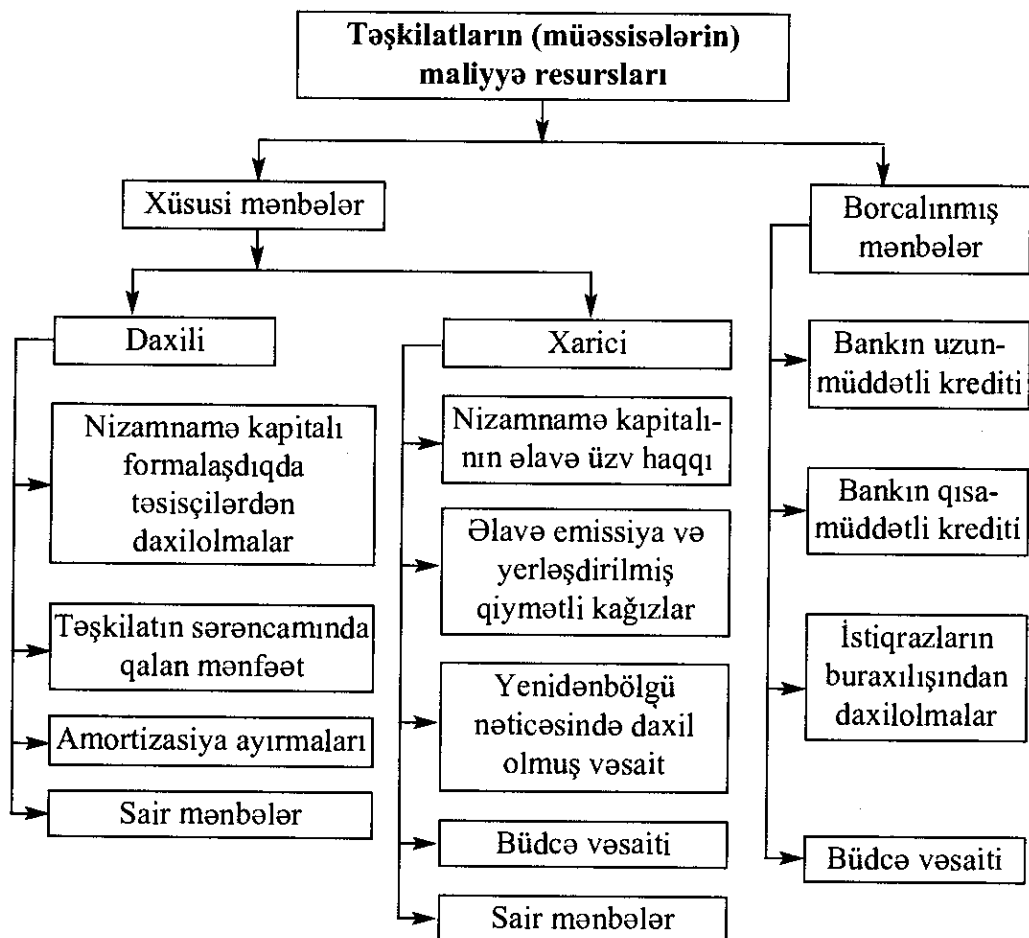 Təşkilatların (müəssisələrin)
maliyyə resursları
Xüsusi mənbələr
Borcalınmış
mənbələr
Daxili
Nizamnamə kapitalı
formalaşdıqda
təsisçilərdən
daxilolmalar
Təşkilatın sərəncamında
qalan mənfəət
Amortizasiya ayırmaları
Sair mənbələr
Xarici
Nizamnamə kapitalı-
nın əlavə üzv haqqı
Əlavə emissiya və
yerləşdirilmiş
qiymətli kağızlar
Yenidənbölgü
nəticəsində daxil
olmuş vəsait
Büdcə vəsaiti
Sair mənbələr
Bankın uzun-
müddətli krediti
Bankın qısa-
müddətli krediti
İstiqrazların
buraxılışından
daxilolmalar
Büdcə vəsaiti